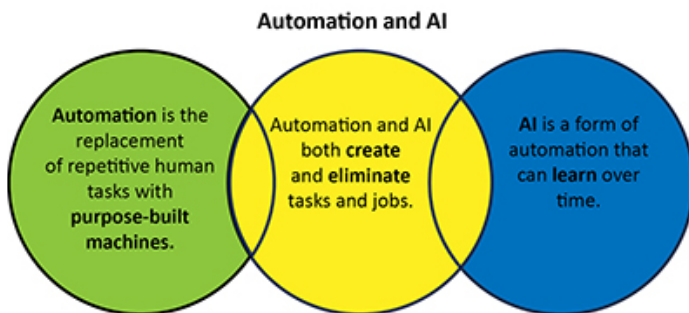 Automation and AI
Automation is the
replacement
of repetitive human
tasks with
purpose-built
machines.
Automation and AI
both create
and eliminate
tasks and jobs.
AI is a form of
automation that
can learn over
time.